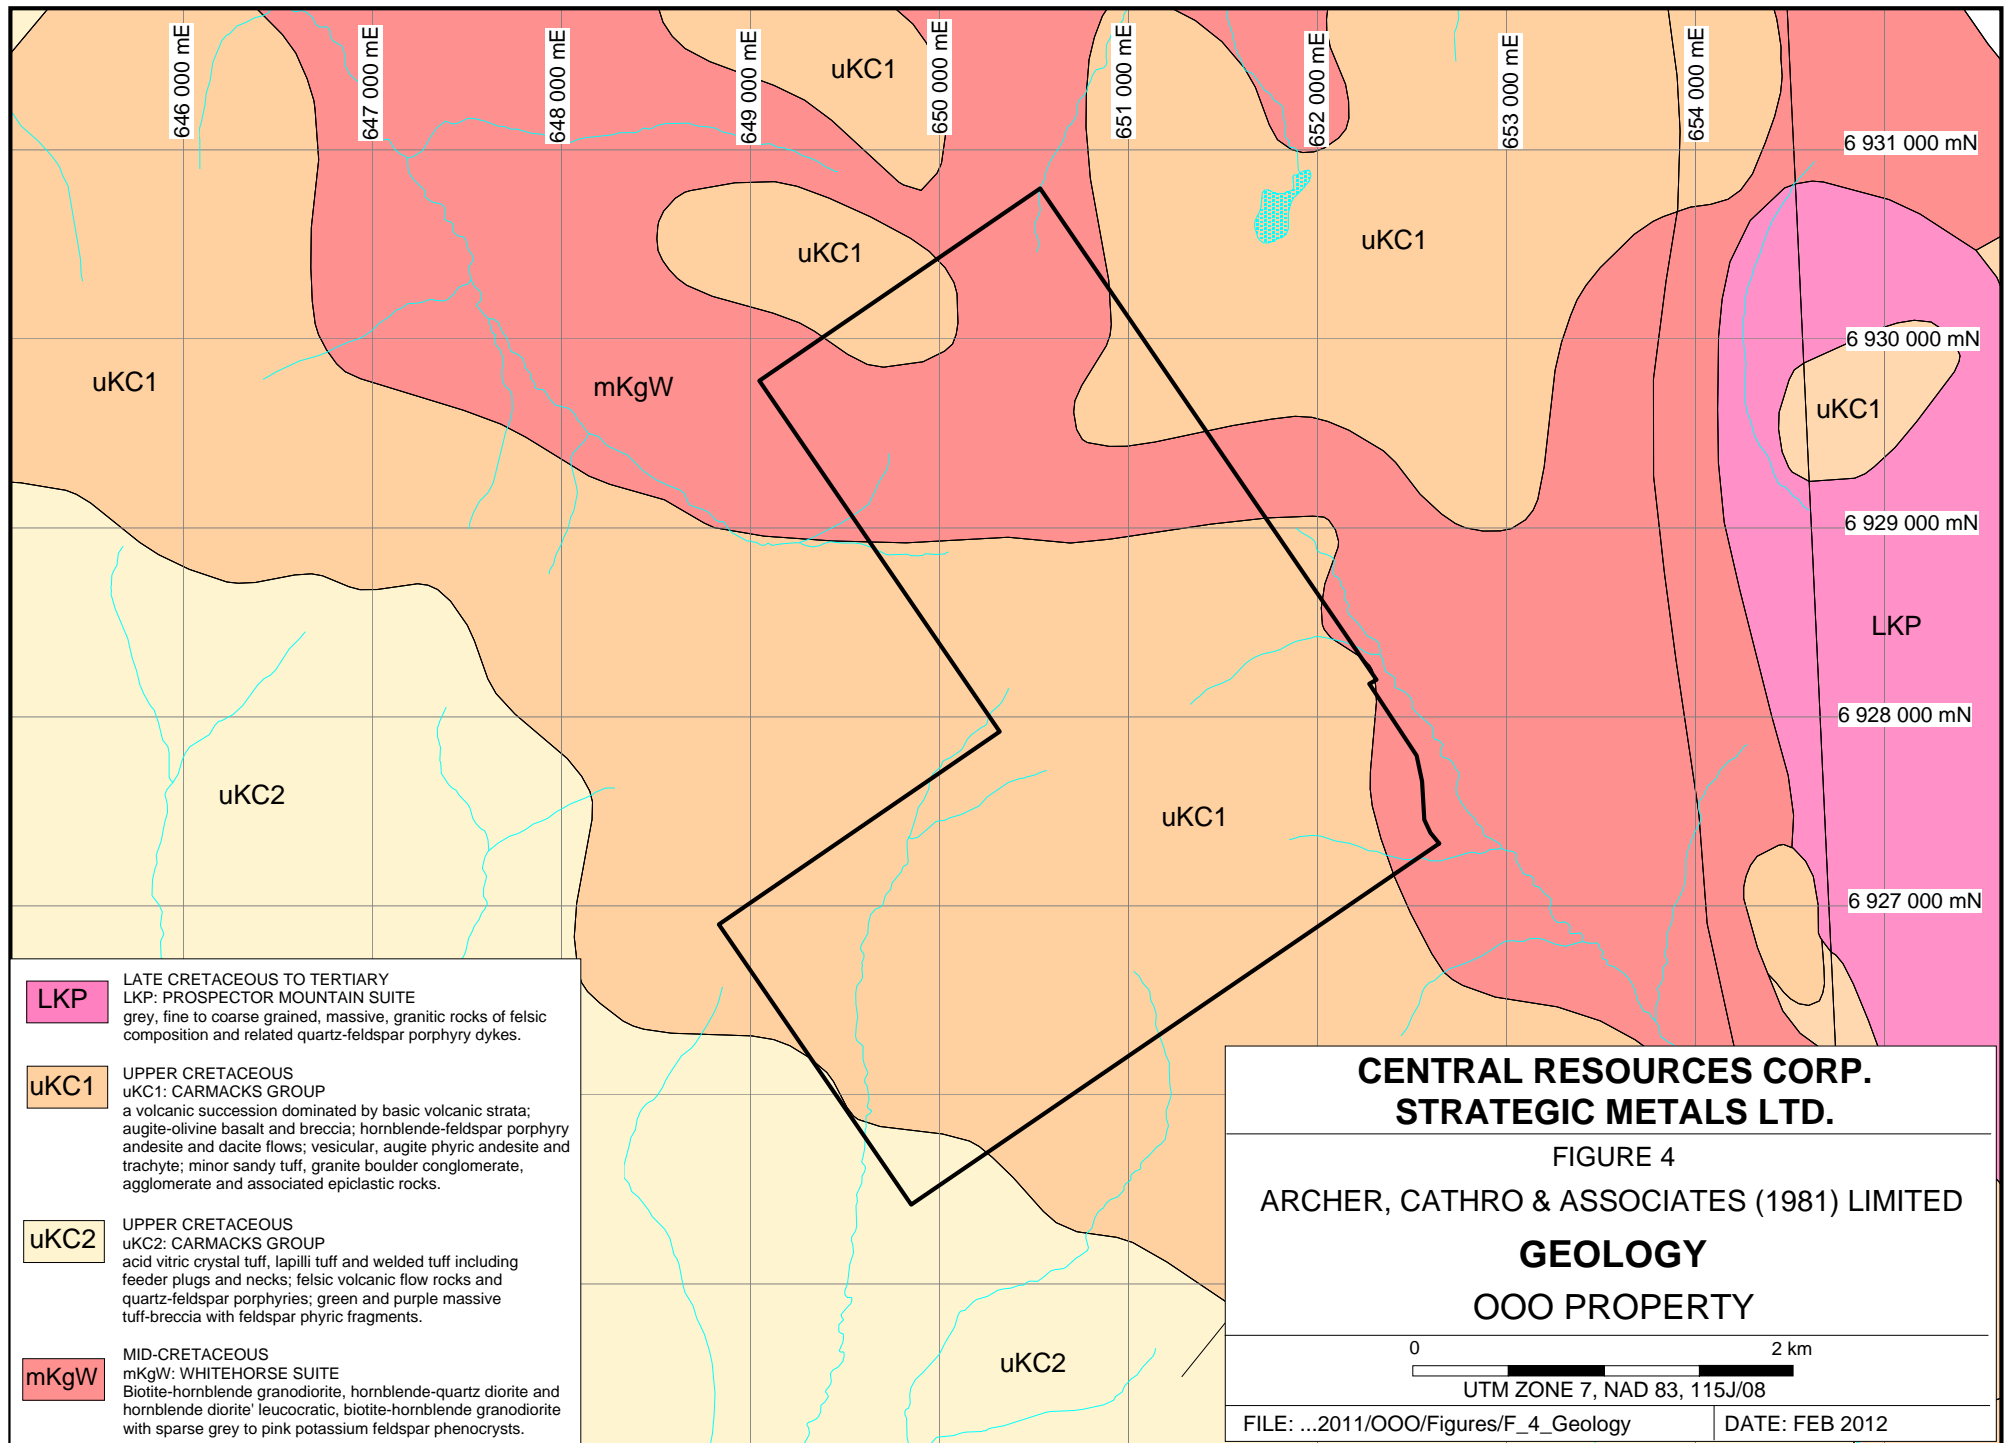 646 000 mE
647 000 mE
648 000 mE
649 000 mE
650 000 mE
651 000 mE
652 000 mE
653 000 mE
654 000 mE
uKC1
6 931 000 mN
uKC1
uKC1
6 930 000 mN
uKC1
mKgW
uKC1
6 929 000 mN
LKP
6 928 000 mN
uKC2
uKC1
6 927 000 mN
uKC2
LKP
LATE CRETACEOUS TO TERTIARY
LKP: PROSPECTOR MOUNTAIN SUITE
grey, fine to coarse grained, massive, granitic rocks of felsic
composition and related quartz-feldspar porphyry dykes.
uKC1
UPPER CRETACEOUS
uKC1: CARMACKS GROUP
a volcanic succession dominated by basic volcanic strata;
augite-olivine basalt and breccia; hornblende-feldspar porphyry
andesite and dacite flows; vesicular, augite phyric andesite and
trachyte; minor sandy tuff, granite boulder conglomerate,
agglomerate and associated epiclastic rocks.
uKC2
UPPER CRETACEOUS
uKC2: CARMACKS GROUP
acid vitric crystal tuff, lapilli tuff and welded tuff including
feeder plugs and necks; felsic volcanic flow rocks and
quartz-feldspar porphyries; green and purple massive
tuff-breccia with feldspar phyric fragments.
mKgW
MID-CRETACEOUS
mKgW: WHITEHORSE SUITE
Biotite-hornblende granodiorite, hornblende-quartz diorite and
hornblende diorite' leucocratic, biotite-hornblende granodiorite
with sparse grey to pink potassium feldspar phenocrysts.
CENTRAL RESOURCES CORP.
STRATEGIC METALS LTD.
FIGURE 4
ARCHER, CATHRO & ASSOCIATES (1981) LIMITED
GEOLOGY
OOO PROPERTY
0 2 km
UTM ZONE 7, NAD 83, 115J/08
FILE: ...2011/OOO/Figures/F_4_Geology
DATE: FEB 2012